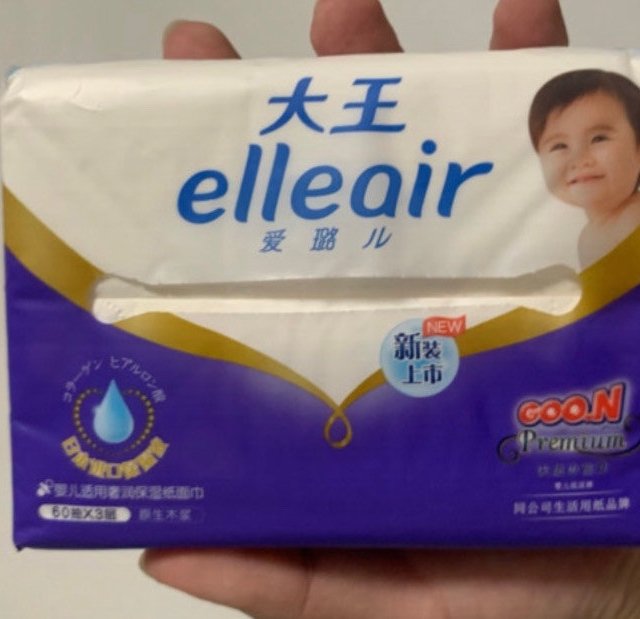 大王
elleair
爱璐儿
NEW
新装
上市
コラーゲン ヒアルロン酸
GOO.N
Premium
婴儿适用奢润保湿纸面巾
60抽X3层 原生木浆
同公司生活用纸品牌